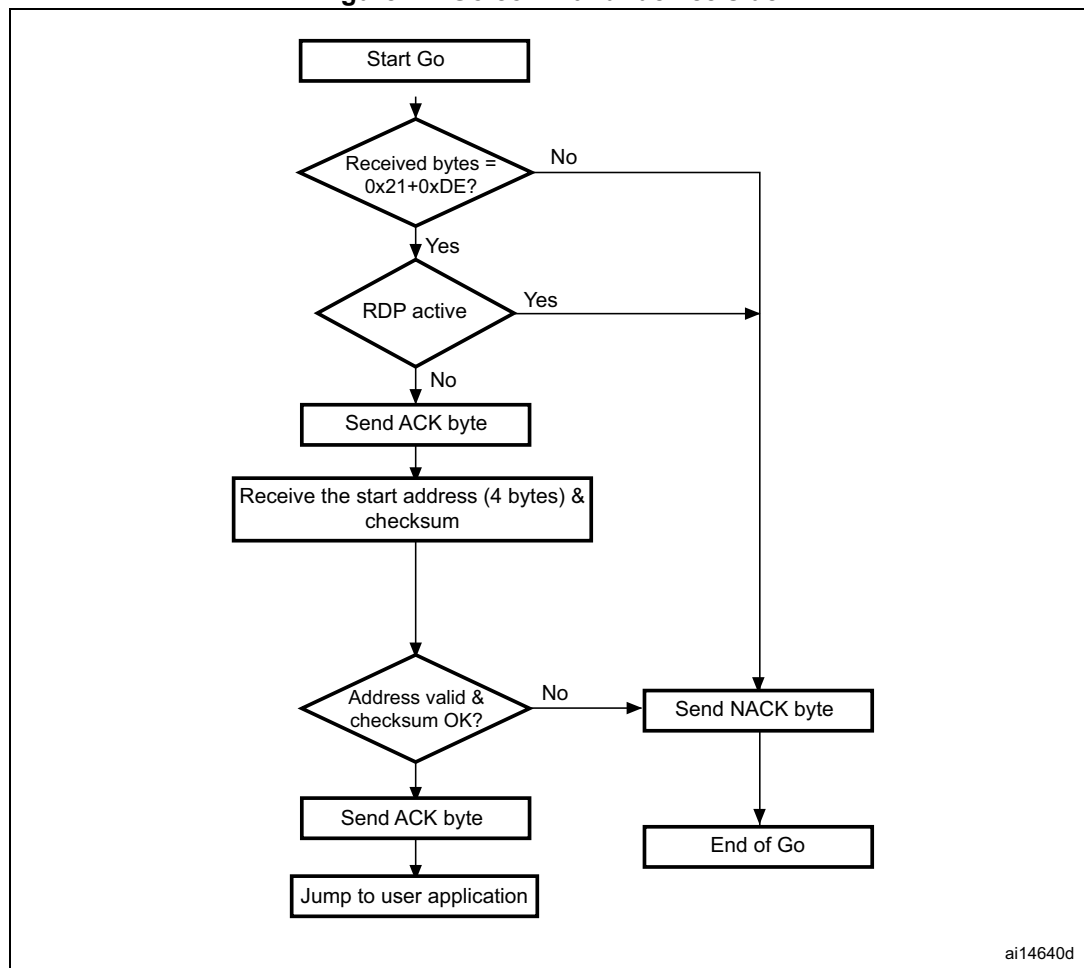 Start Go
Received bytes =
0x21+0xDE?
No
Yes
RDP active
Yes
No
Send ACK byte
Receive the start address (4 bytes) &
checksum
Address valid &
checksum OK?
No
Send NACK byte
Send ACK byte
End of Go
Jump to user application
ai14640d